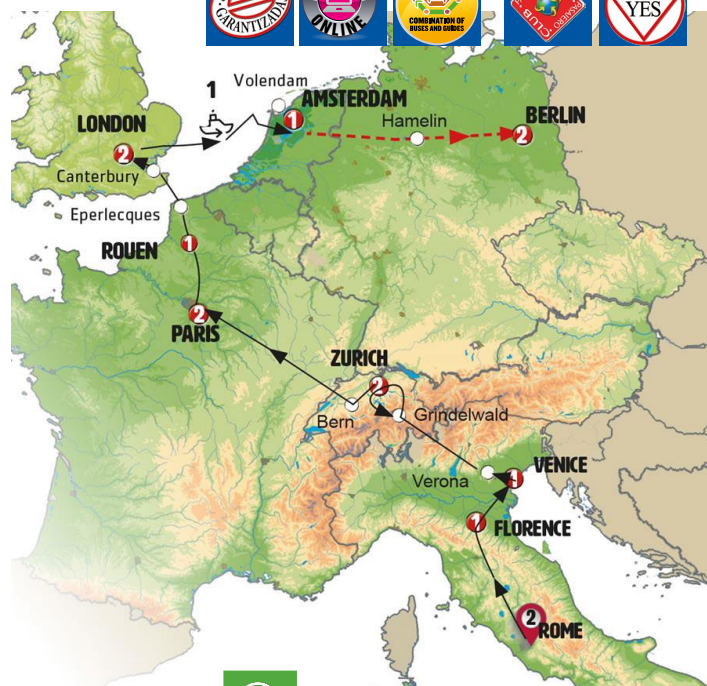 GARANTIZADA
ONLINE
COMBINATION OF
BUSES AND GUIDES
PASAJERO
CLUB
YES
Volendam
1
AMSTERDAM
1
Hamelin
BERLIN
2
LONDON
2
Canterbury
Eperlecques
ROUEN
1
2
PARIS
ZURICH
2
Bern
Grindelwald
Verona
VENICE
1
1
FLORENCE
2
ROME